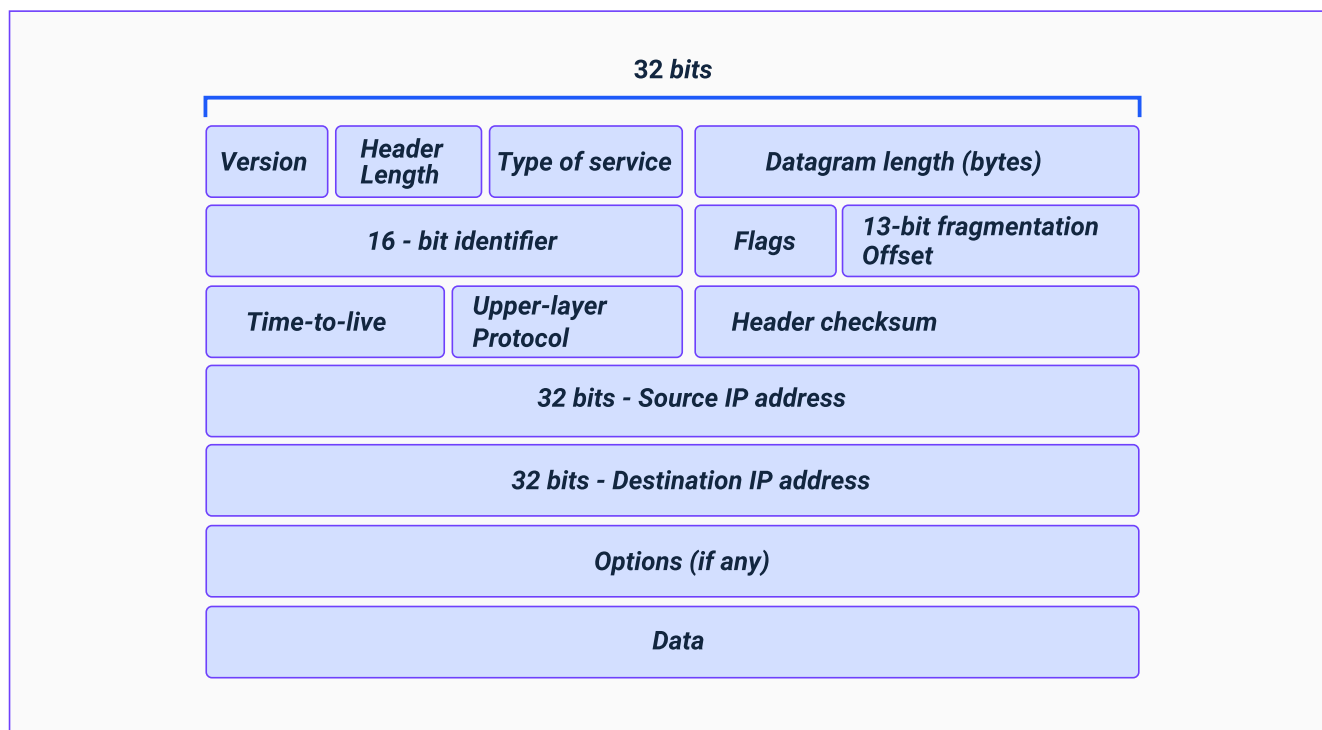 32 bits
Version
Header
Length
Type of service
Datagram length (bytes)
16 - bit identifier
Flags
13-bit fragmentation
Offset
Time-to-live
Upper-layer
Protocol
Header checksum
32 bits - Source IP address
32 bits - Destination IP address
Options (if any)
Data